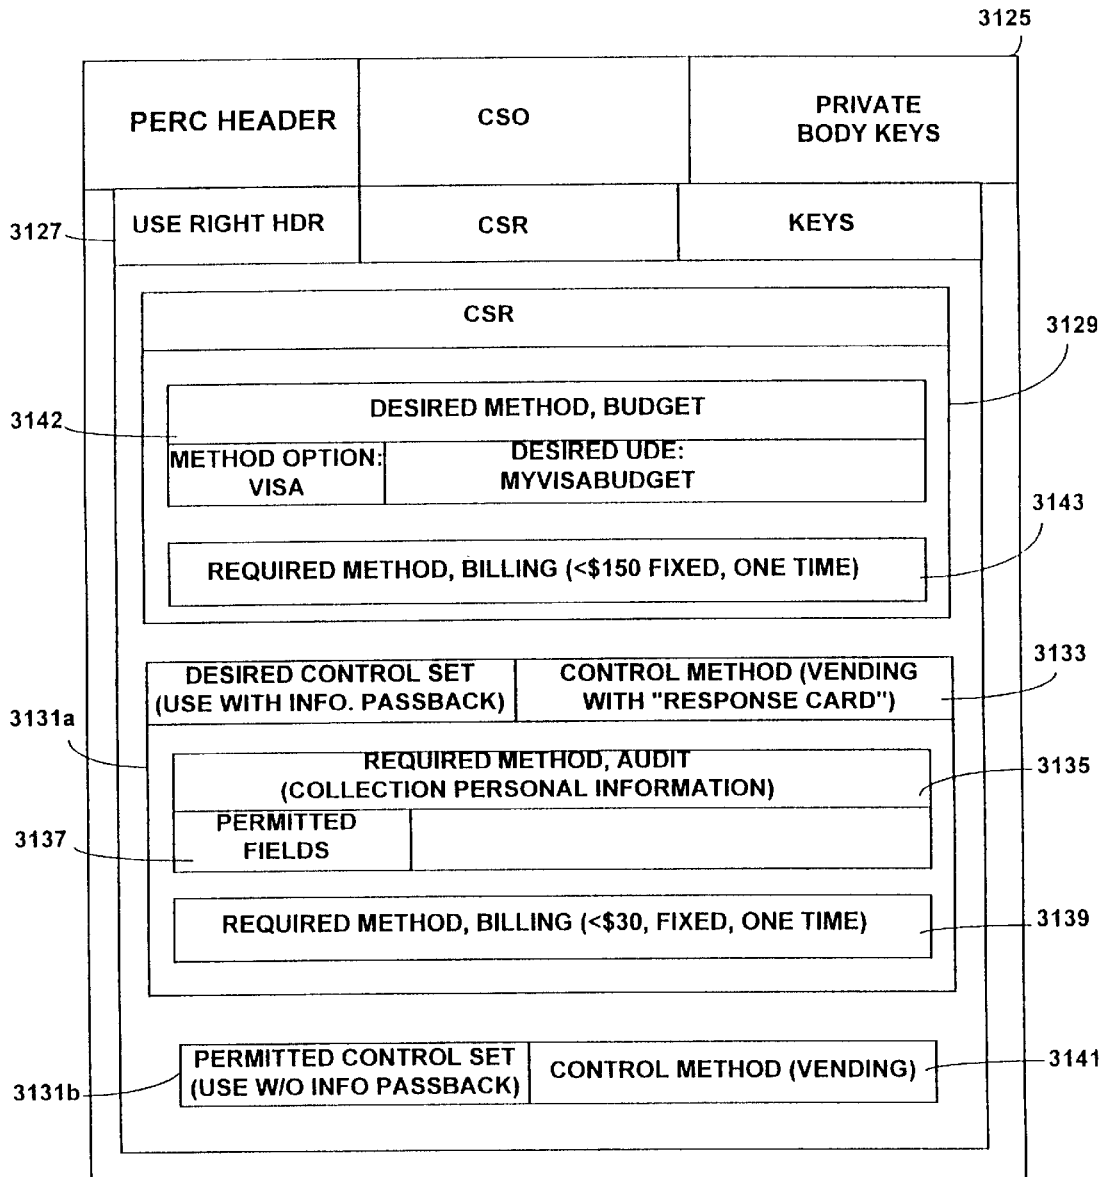 3125
PERC HEADER
CSO
PRIVATE
BODY KEYS
3127
USE RIGHT HDR
CSR
KEYS
CSR
3129
DESIRED METHOD, BUDGET
3142
METHOD OPTION:
VISA
DESIRED UDE:
MYVISABUDGET
3143
REQUIRED METHOD, BILLING (<$150 FIXED, ONE TIME)
DESIRED CONTROL SET
(USE WITH INFO. PASSBACK)
CONTROL METHOD (VENDING
WITH "RESPONSE CARD")
3133
3131a
REQUIRED METHOD, AUDIT
(COLLECTION PERSONAL INFORMATION)
3135
3137
PERMITTED
FIELDS
REQUIRED METHOD, BILLING (<$30, FIXED, ONE TIME)
3139
PERMITTED CONTROL SET
(USE W/O INFO PASSBACK)
CONTROL METHOD (VENDING)
3141
3131b